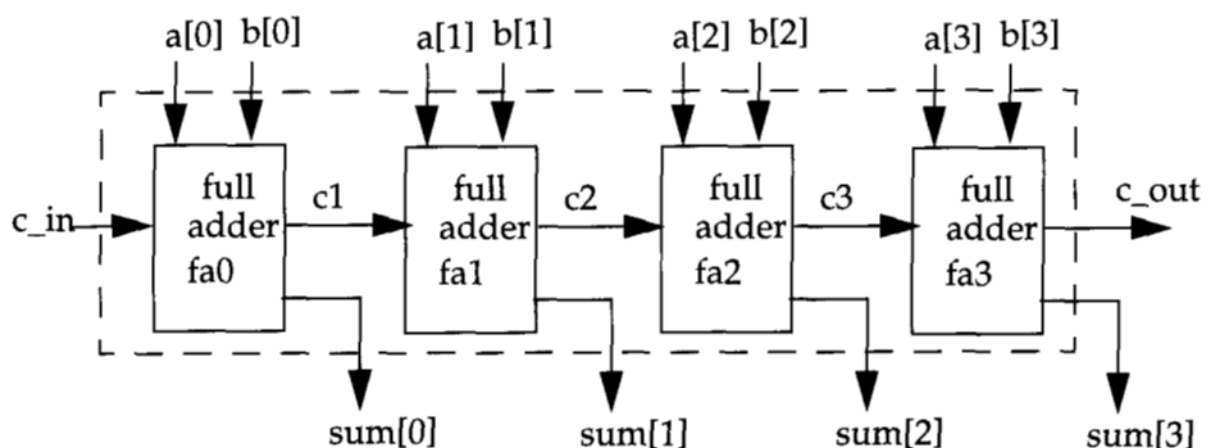 a[0] b[0] a[1] b[1] a[2] b[2] a[3] b[3]
c_in
full
adder
fa0
c1
full
adder
fa1
c2
full
adder
fa2
c3
full
adder
fa3
c_out
sum[0] sum[1] sum[2] sum[3]